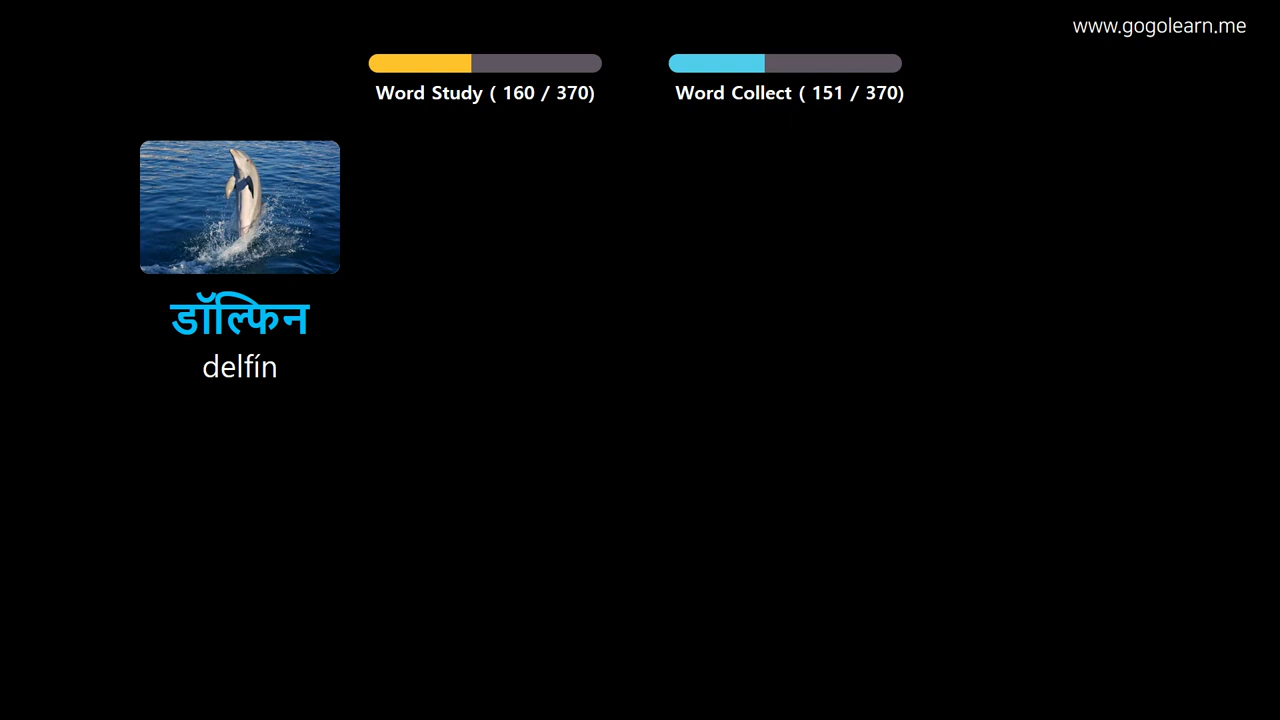 www.gogolearn.me
Word Study ( 160 / 370)
Word Collect ( 151 / 370)
डॉल्फिन
delfín